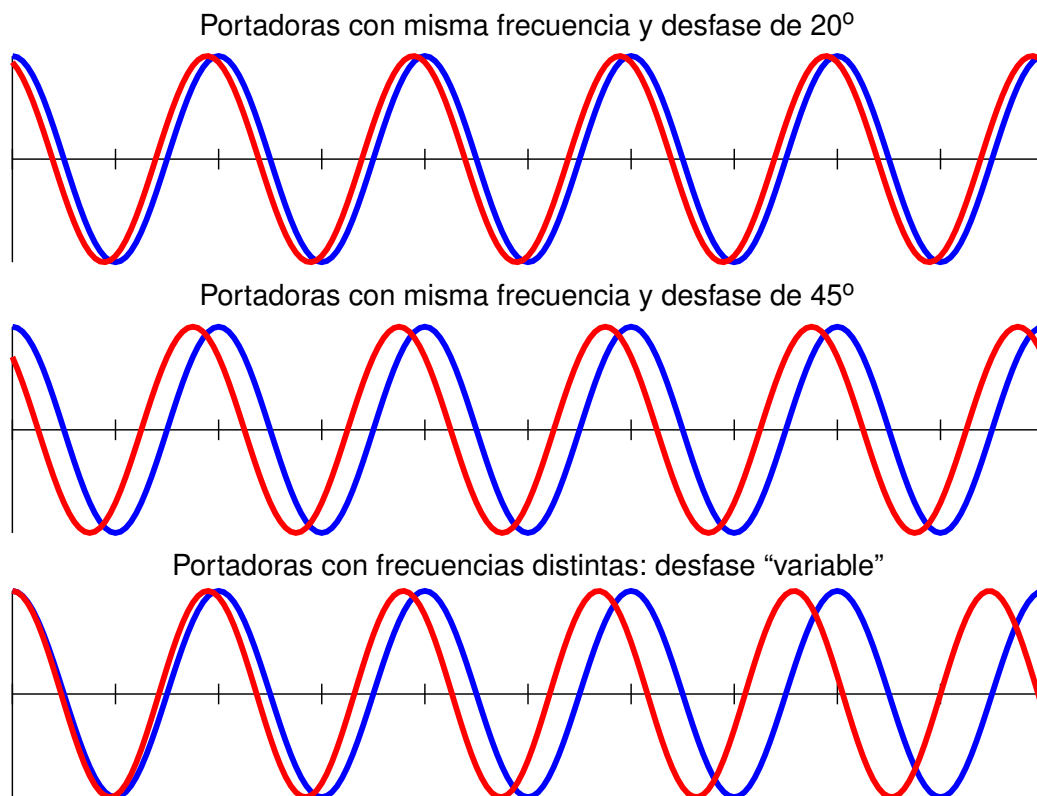 Portadoras con misma frecuencia y desfase de 20º
Portadoras con misma frecuencia y desfase de 45º
Portadoras con frecuencias distintas: desfase “variable”